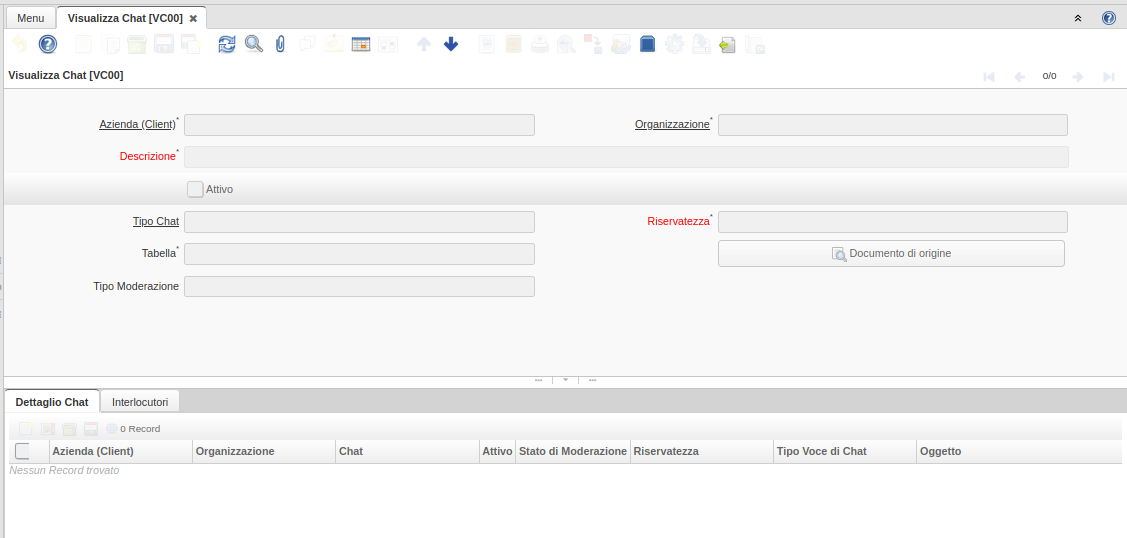 Menu Visualizza Chat [VC00]
Visualizza Chat [VC00] 0/0
Azienda (Client)* Organizzazione*
Descrizione*
Attivo
Tipo Chat Riservatezza*
Tabella* Documento di origine
Tipo Moderazione
Dettaglio Chat Interlocutori
0 Record
Azienda (Client) Organizzazione Chat Attivo Stato di Moderazione Riservatezza Tipo Voce di Chat Oggetto
Nessun Record trovato